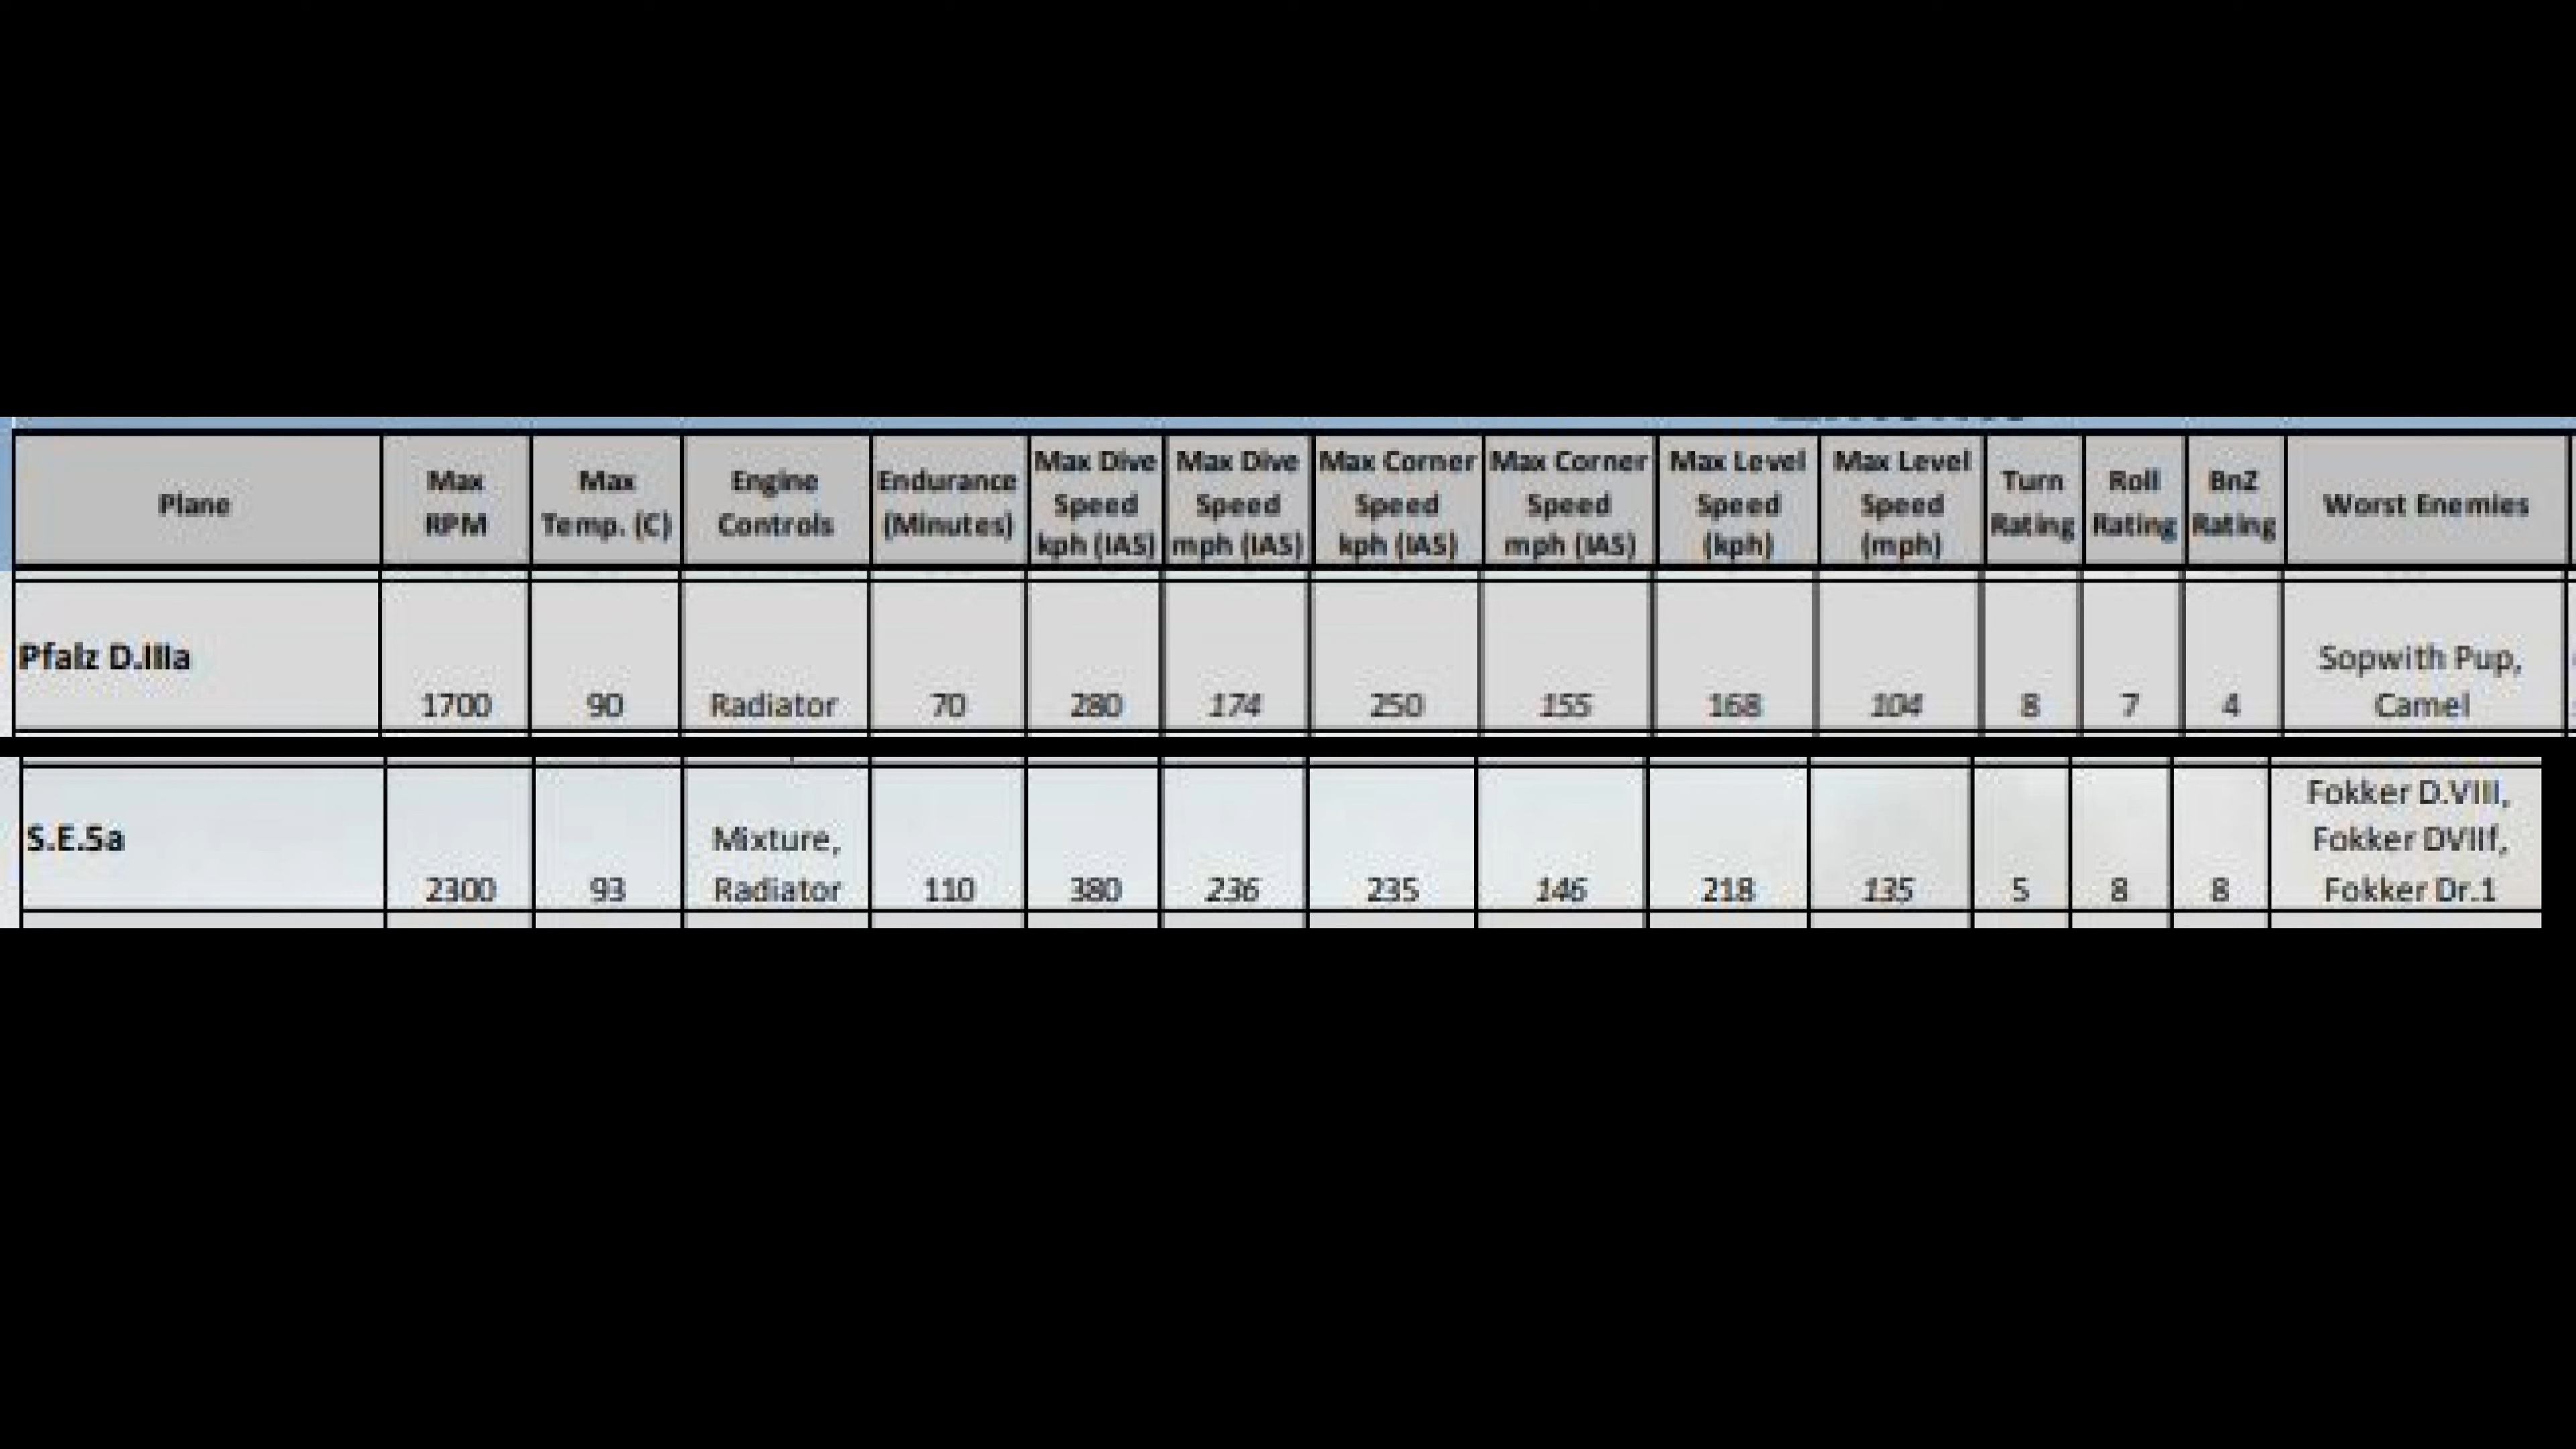 Plane
Max
RPM
Max
Temp. (C)
Engine
Controls
Endurance
(Minutes)
Max Dive
Speed
kph (IAS)
Max Dive
Speed
mph (IAS)
Max Corner
Speed
kph (IAS)
Max Corner
Speed
mph (IAS)
Max Level
Speed
(kph)
Max Level
Speed
(mph)
Turn
Rating
Roll
Rating
BnZ
Rating
Worst Enemies
Pfalz D.IIIa
1700
90
Radiator
70
280
174
250
155
168
104
8
7
4
Sopwith Pup,
Camel
S.E.5a
2300
93
Mixture,
Radiator
110
380
236
235
146
218
135
5
8
8
Fokker D.VIII,
Fokker DVIIf,
Fokker Dr.1